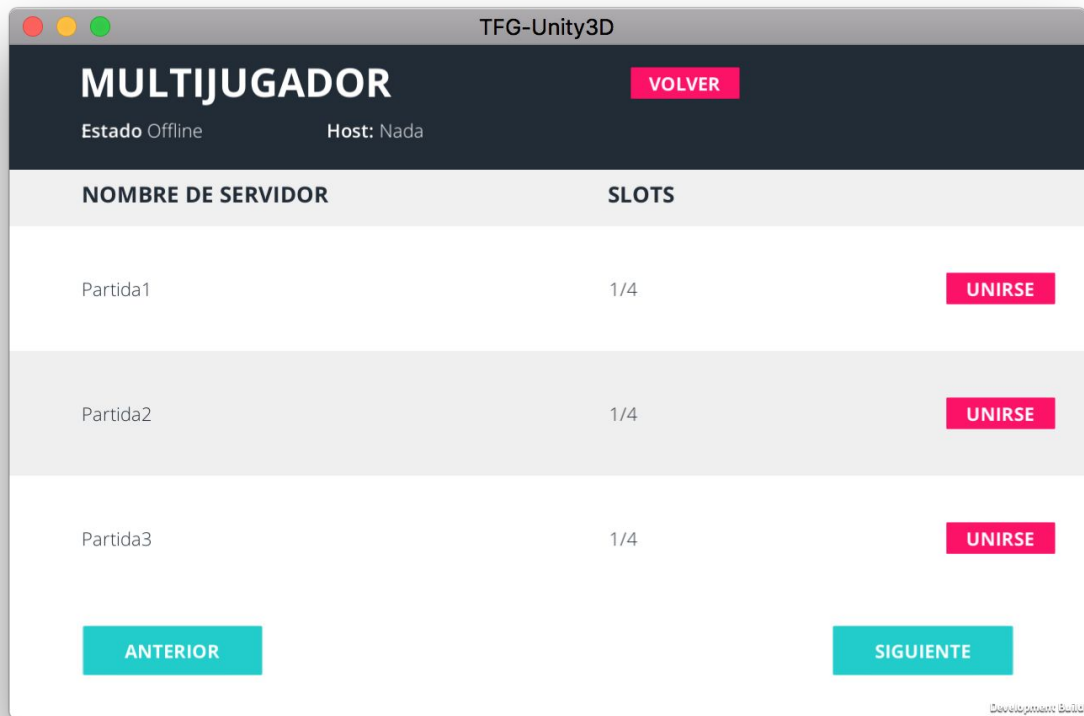 TFG-Unity3D
MULTIJUGADOR VOLVER
Estado Offline Host: Nada
NOMBRE DE SERVIDOR SLOTS
Partida1 1/4 UNIRSE
Partida2 1/4 UNIRSE
Partida3 1/4 UNIRSE
ANTERIOR SIGUIENTE
Development Build